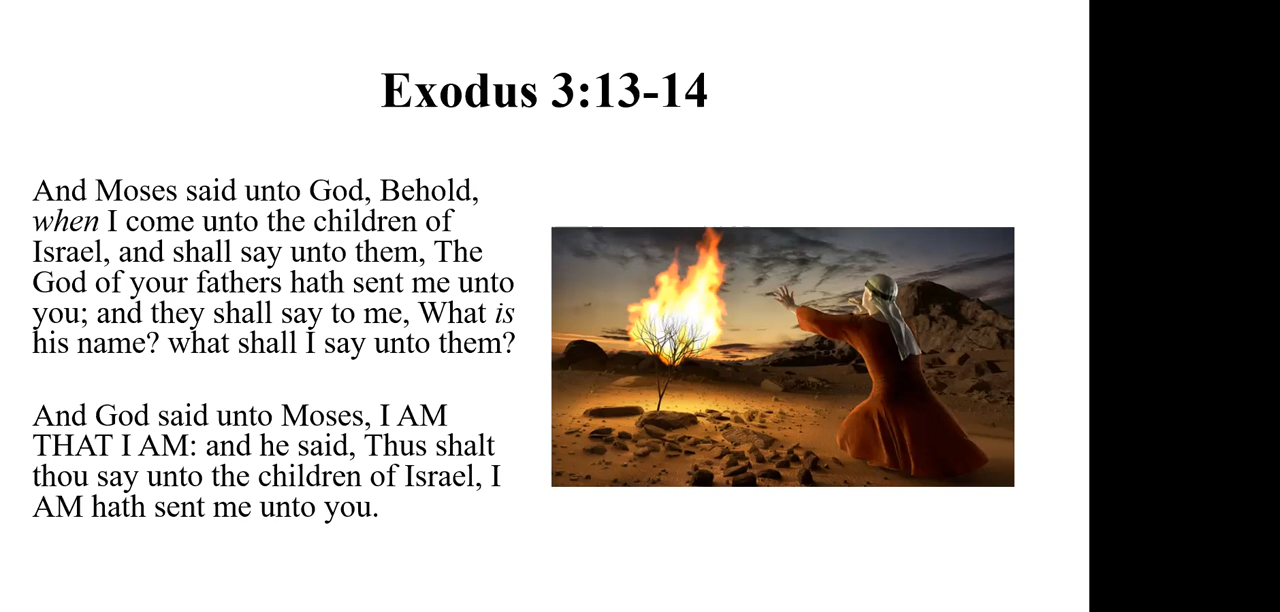 Exodus 3:13-14
And Moses said unto God, Behold,
when I come unto the children of
Israel, and shall say unto them, The
God of your fathers hath sent me unto
you; and they shall say to me, What is
his name? what shall I say unto them?
And God said unto Moses, I AM
THAT I AM: and he said, Thus shalt
thou say unto the children of Israel, I
AM hath sent me unto you.